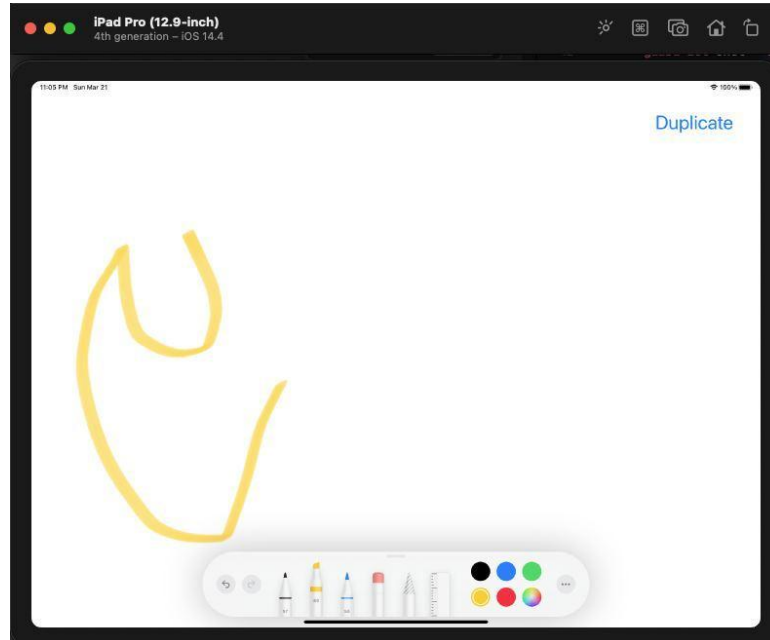 iPad Pro (12.9-inch)
4th generation – iOS 14.4
11:05 PM Sun Mar 21
100%
Duplicate